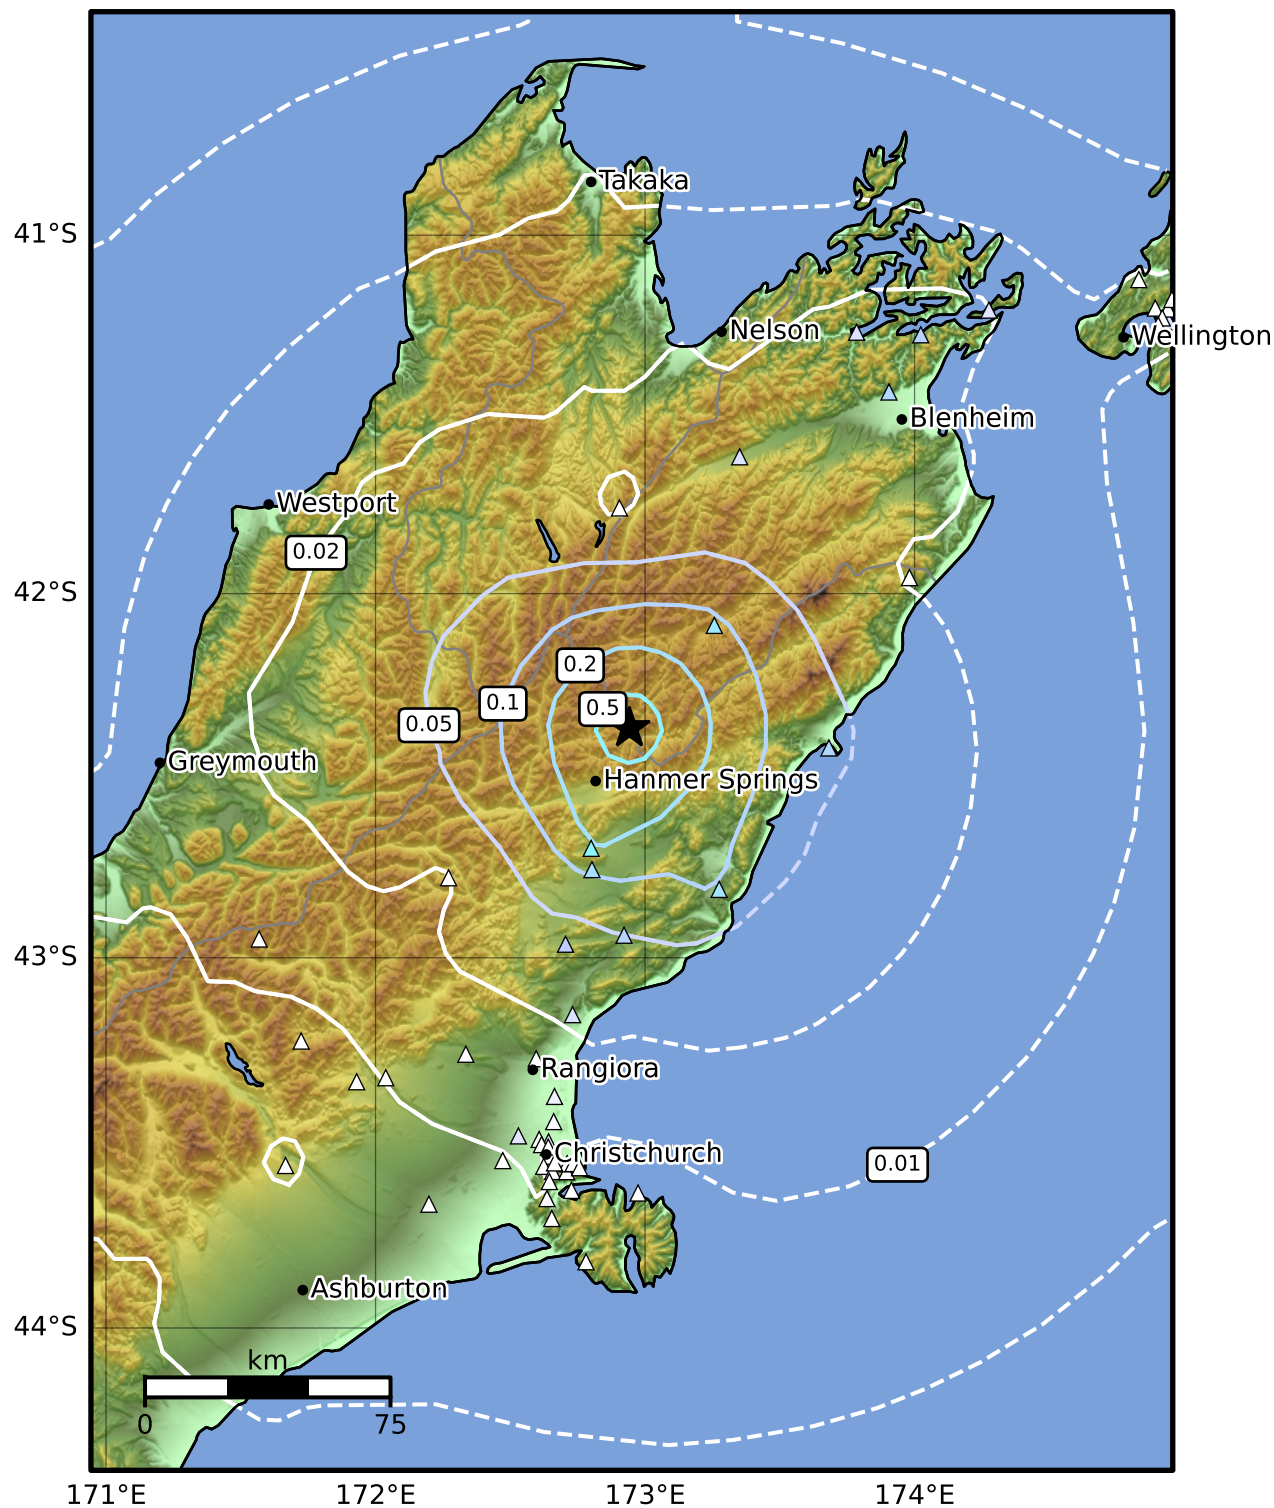 Takaka
41°S
Nelson
Wellington
Blenheim
Westport
0.02
42°S
0.2
0.1
0.5
0.05
Greymouth
Hanmer Springs
43°S
Rangiora
Christchurch
0.01
Ashburton
44°S
km
0 75
171°E 172°E 173°E 174°E